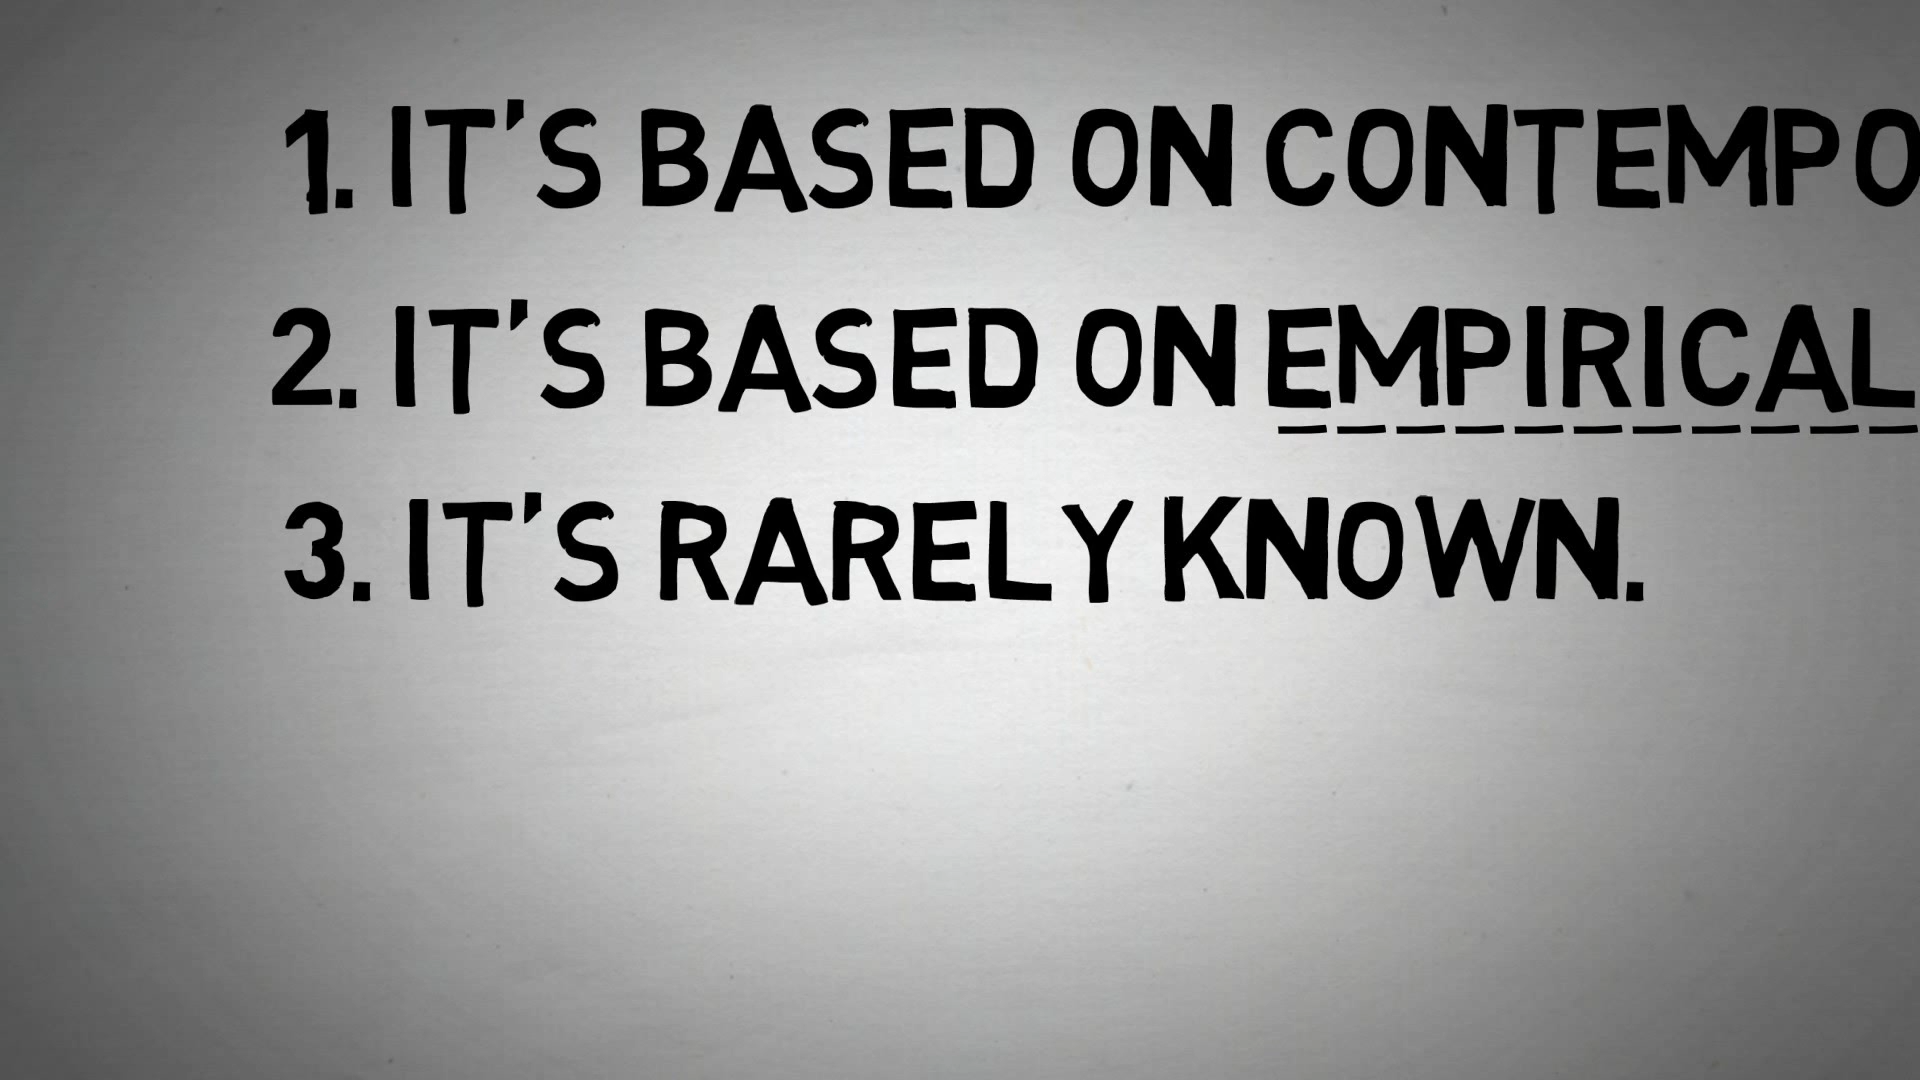 1. IT'S BASED ON CONTEMPO
2. IT'S BASED ON EMPIRICAL
3. IT'S RARELY KNOWN.